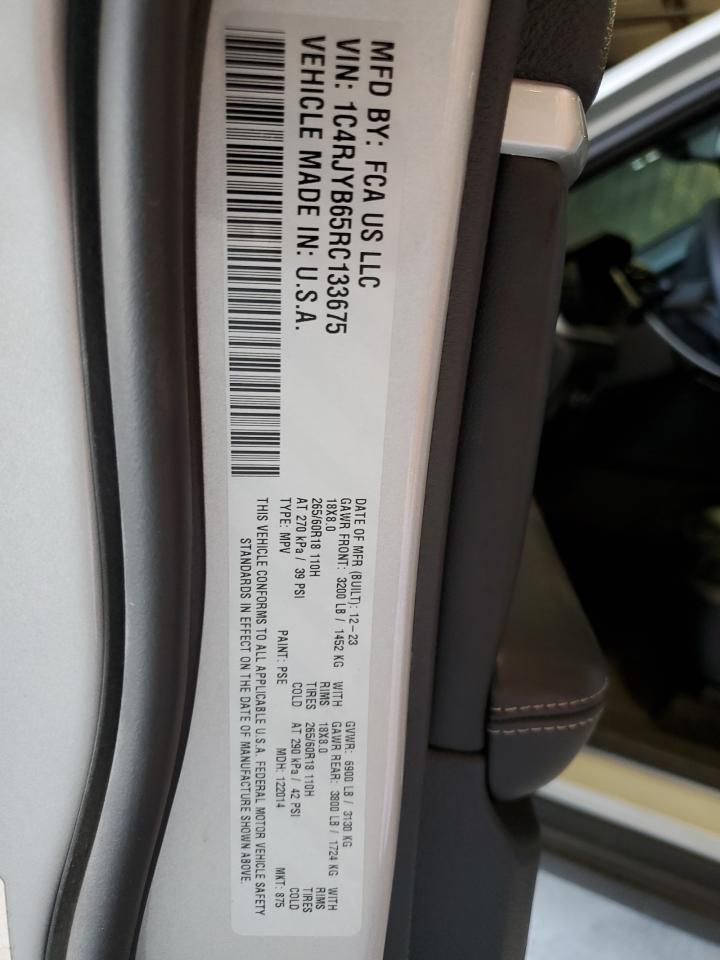 MFD BY: FCA US LLC
VIN: 1C4RJYB65RC133675
VEHICLE MADE IN: U.S.A.
DATE OF MFR (BUILT): 12-23 GVWR: 6900 LB / 3130 KG
GAWR FRONT: 3200 LB / 1452 KG WITH GAWR REAR: 3800 LB / 1724 KG WITH
18X8.0 RIMS 18X8.0 RIMS
265/60R18 110H TIRES 265/60R18 110H TIRES
AT 270 kPa / 39 PSI COLD AT 290 kPa / 42 PSI COLD
TYPE: MPV PAINT: PSE MDH: 122014 MKT: 875
THIS VEHICLE CONFORMS TO ALL APPLICABLE U.S.A. FEDERAL MOTOR VEHICLE SAFETY
STANDARDS IN EFFECT ON THE DATE OF MANUFACTURE SHOWN ABOVE.